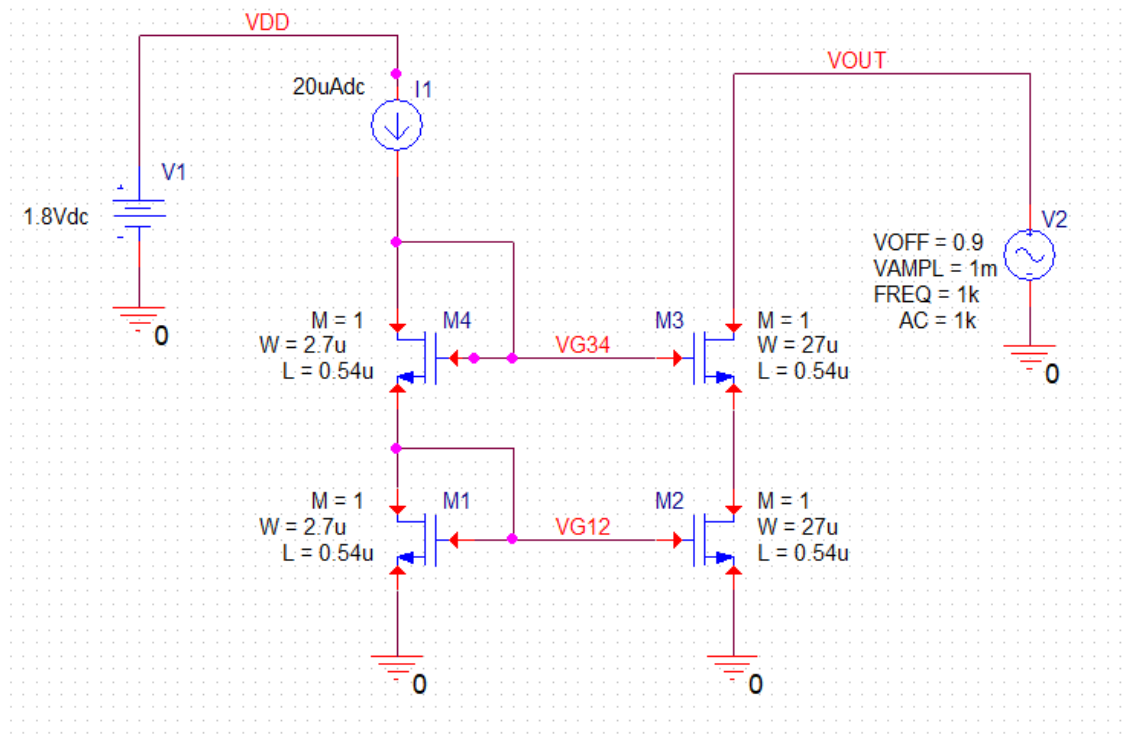 VDD
VOUT
20uAdc
I1
V1
1.8Vdc
+
-
0
V2
VOFF = 0.9
VAMPL = 1m
FREQ = 1k
AC = 1k
+
-
0
M = 1
M4
W = 2.7u
L = 0.54u
VG34
M3
M = 1
W = 27u
L = 0.54u
M = 1
M1
W = 2.7u
L = 0.54u
VG12
M2
M = 1
W = 27u
L = 0.54u
0
0